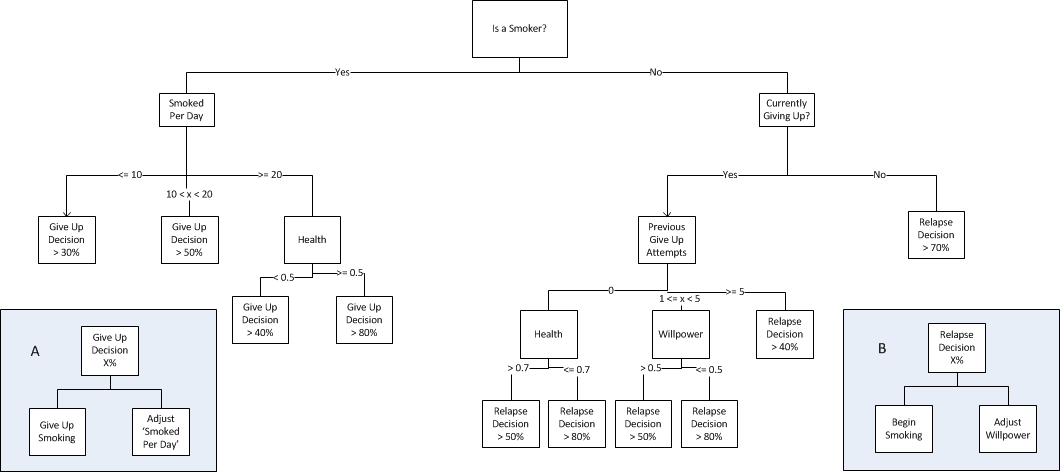 Is a Smoker?
Yes
No
Smoked
Per Day
Currently
Giving Up?
<= 10
10 < x < 20
>= 20
Yes
No
Give Up
Decision
> 30%
Give Up
Decision
> 50%
Health
Previous
Give Up
Attempts
Relapse
Decision
> 70%
< 0.5
>= 0.5
0
1 <= x < 5
>= 5
Give Up
Decision
> 40%
Give Up
Decision
> 80%
Health
Willpower
Relapse
Decision
> 40%
> 0.7
<= 0.7
> 0.5
<= 0.5
Relapse
Decision
> 50%
Relapse
Decision
> 80%
Relapse
Decision
> 50%
Relapse
Decision
> 80%
A
Give Up
Decision
X%
Give Up
Smoking
Adjust
‘Smoked
Per Day’
B
Relapse
Decision
X%
Begin
Smoking
Adjust
Willpower